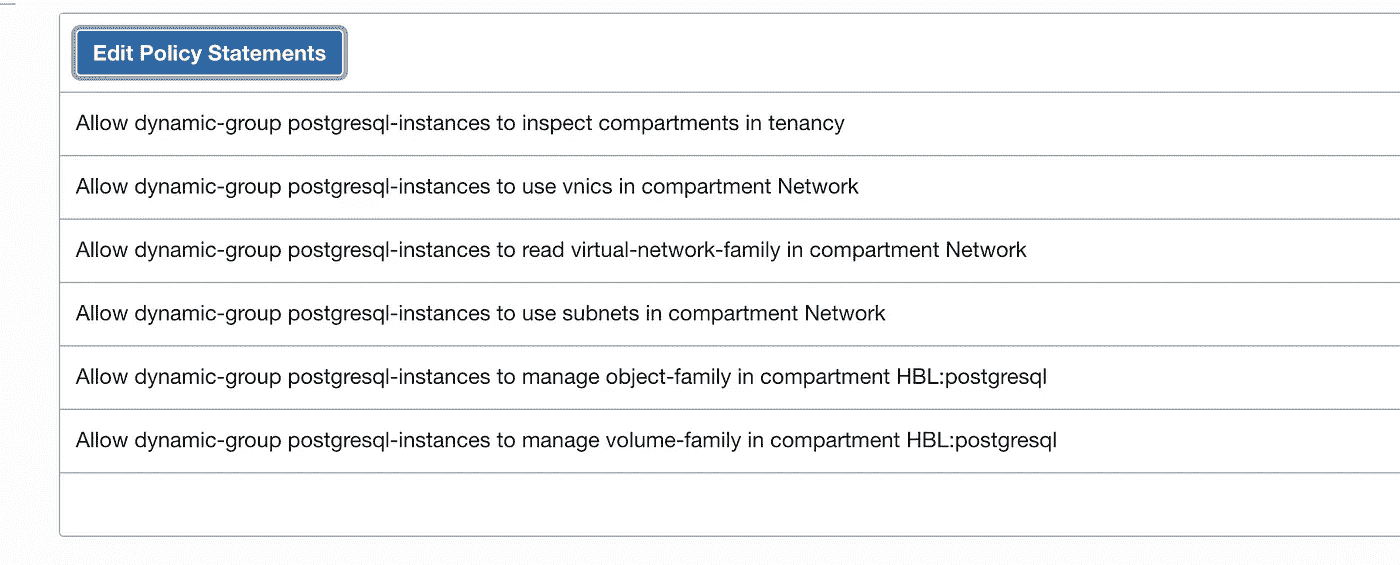 Edit Policy Statements
Allow dynamic-group postgresql-instances to inspect compartments in tenancy
Allow dynamic-group postgresql-instances to use vnics in compartment Network
Allow dynamic-group postgresql-instances to read virtual-network-family in compartment Network
Allow dynamic-group postgresql-instances to use subnets in compartment Network
Allow dynamic-group postgresql-instances to manage object-family in compartment HBL:postgresql
Allow dynamic-group postgresql-instances to manage volume-family in compartment HBL:postgresql